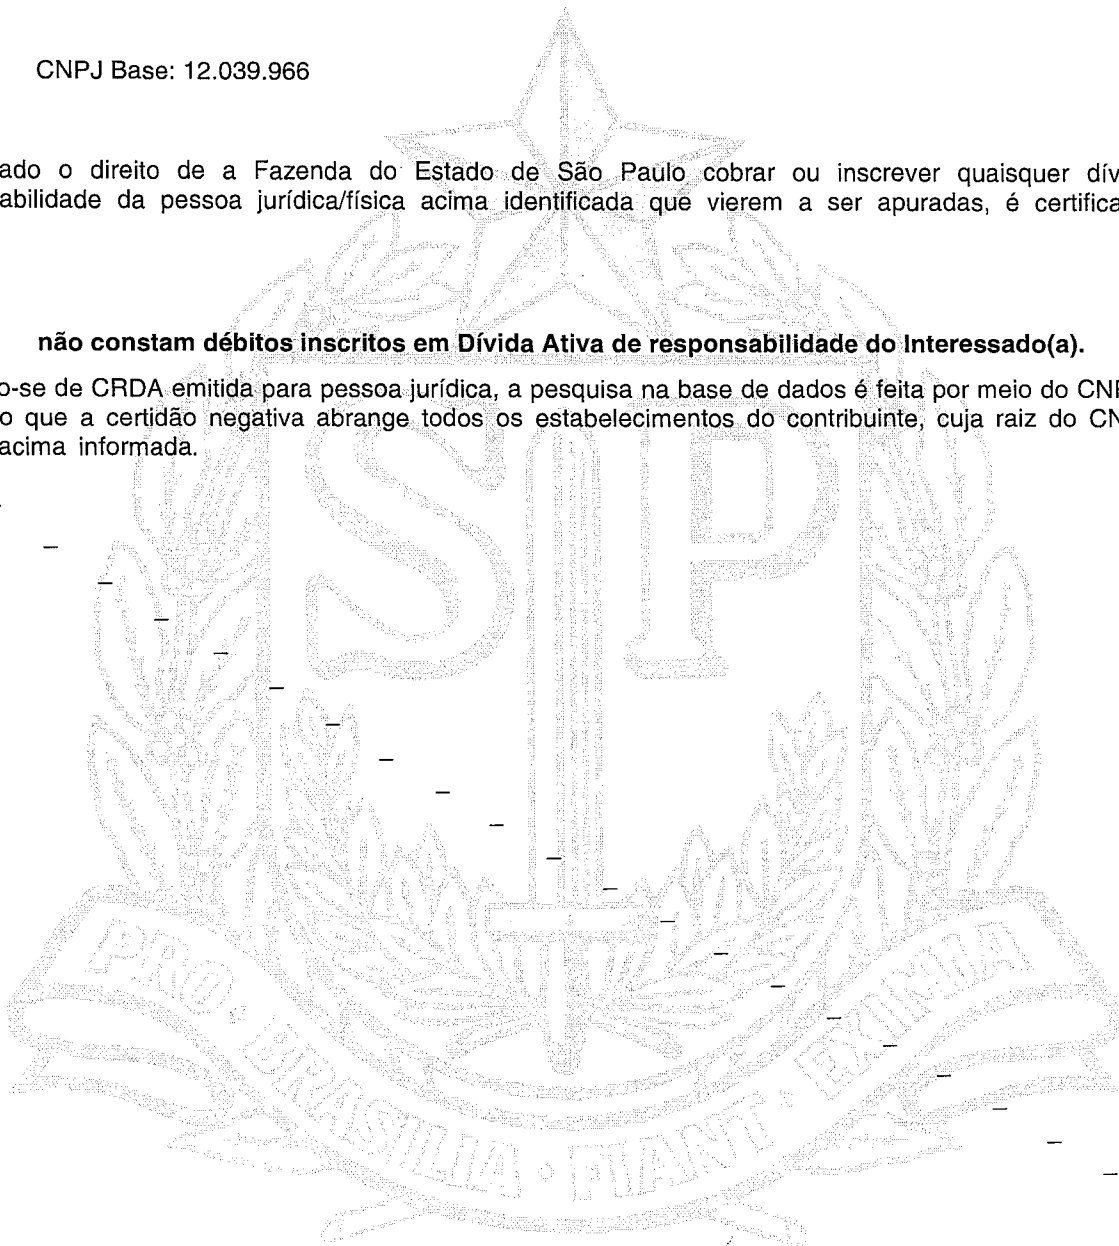 CNPJ Base: 12.039.966
ado o direito de a Fazenda do Estado de São Paulo cobrar ou inscrever quaisquer dív
abilidade da pessoa jurídica/física acima identificada que vierem a ser apuradas, é certifica
não constam débitos inscritos em Dívida Ativa de responsabilidade do Interessado(a).
o-se de CRDA emitida para pessoa jurídica, a pesquisa na base de dados é feita por meio do CNP
o que a certidão negativa abrange todos os estabelecimentos do contribuinte, cuja raiz do CN
acima informada.
SP
PRO · BRASILIA · FIANT · EXIMIA